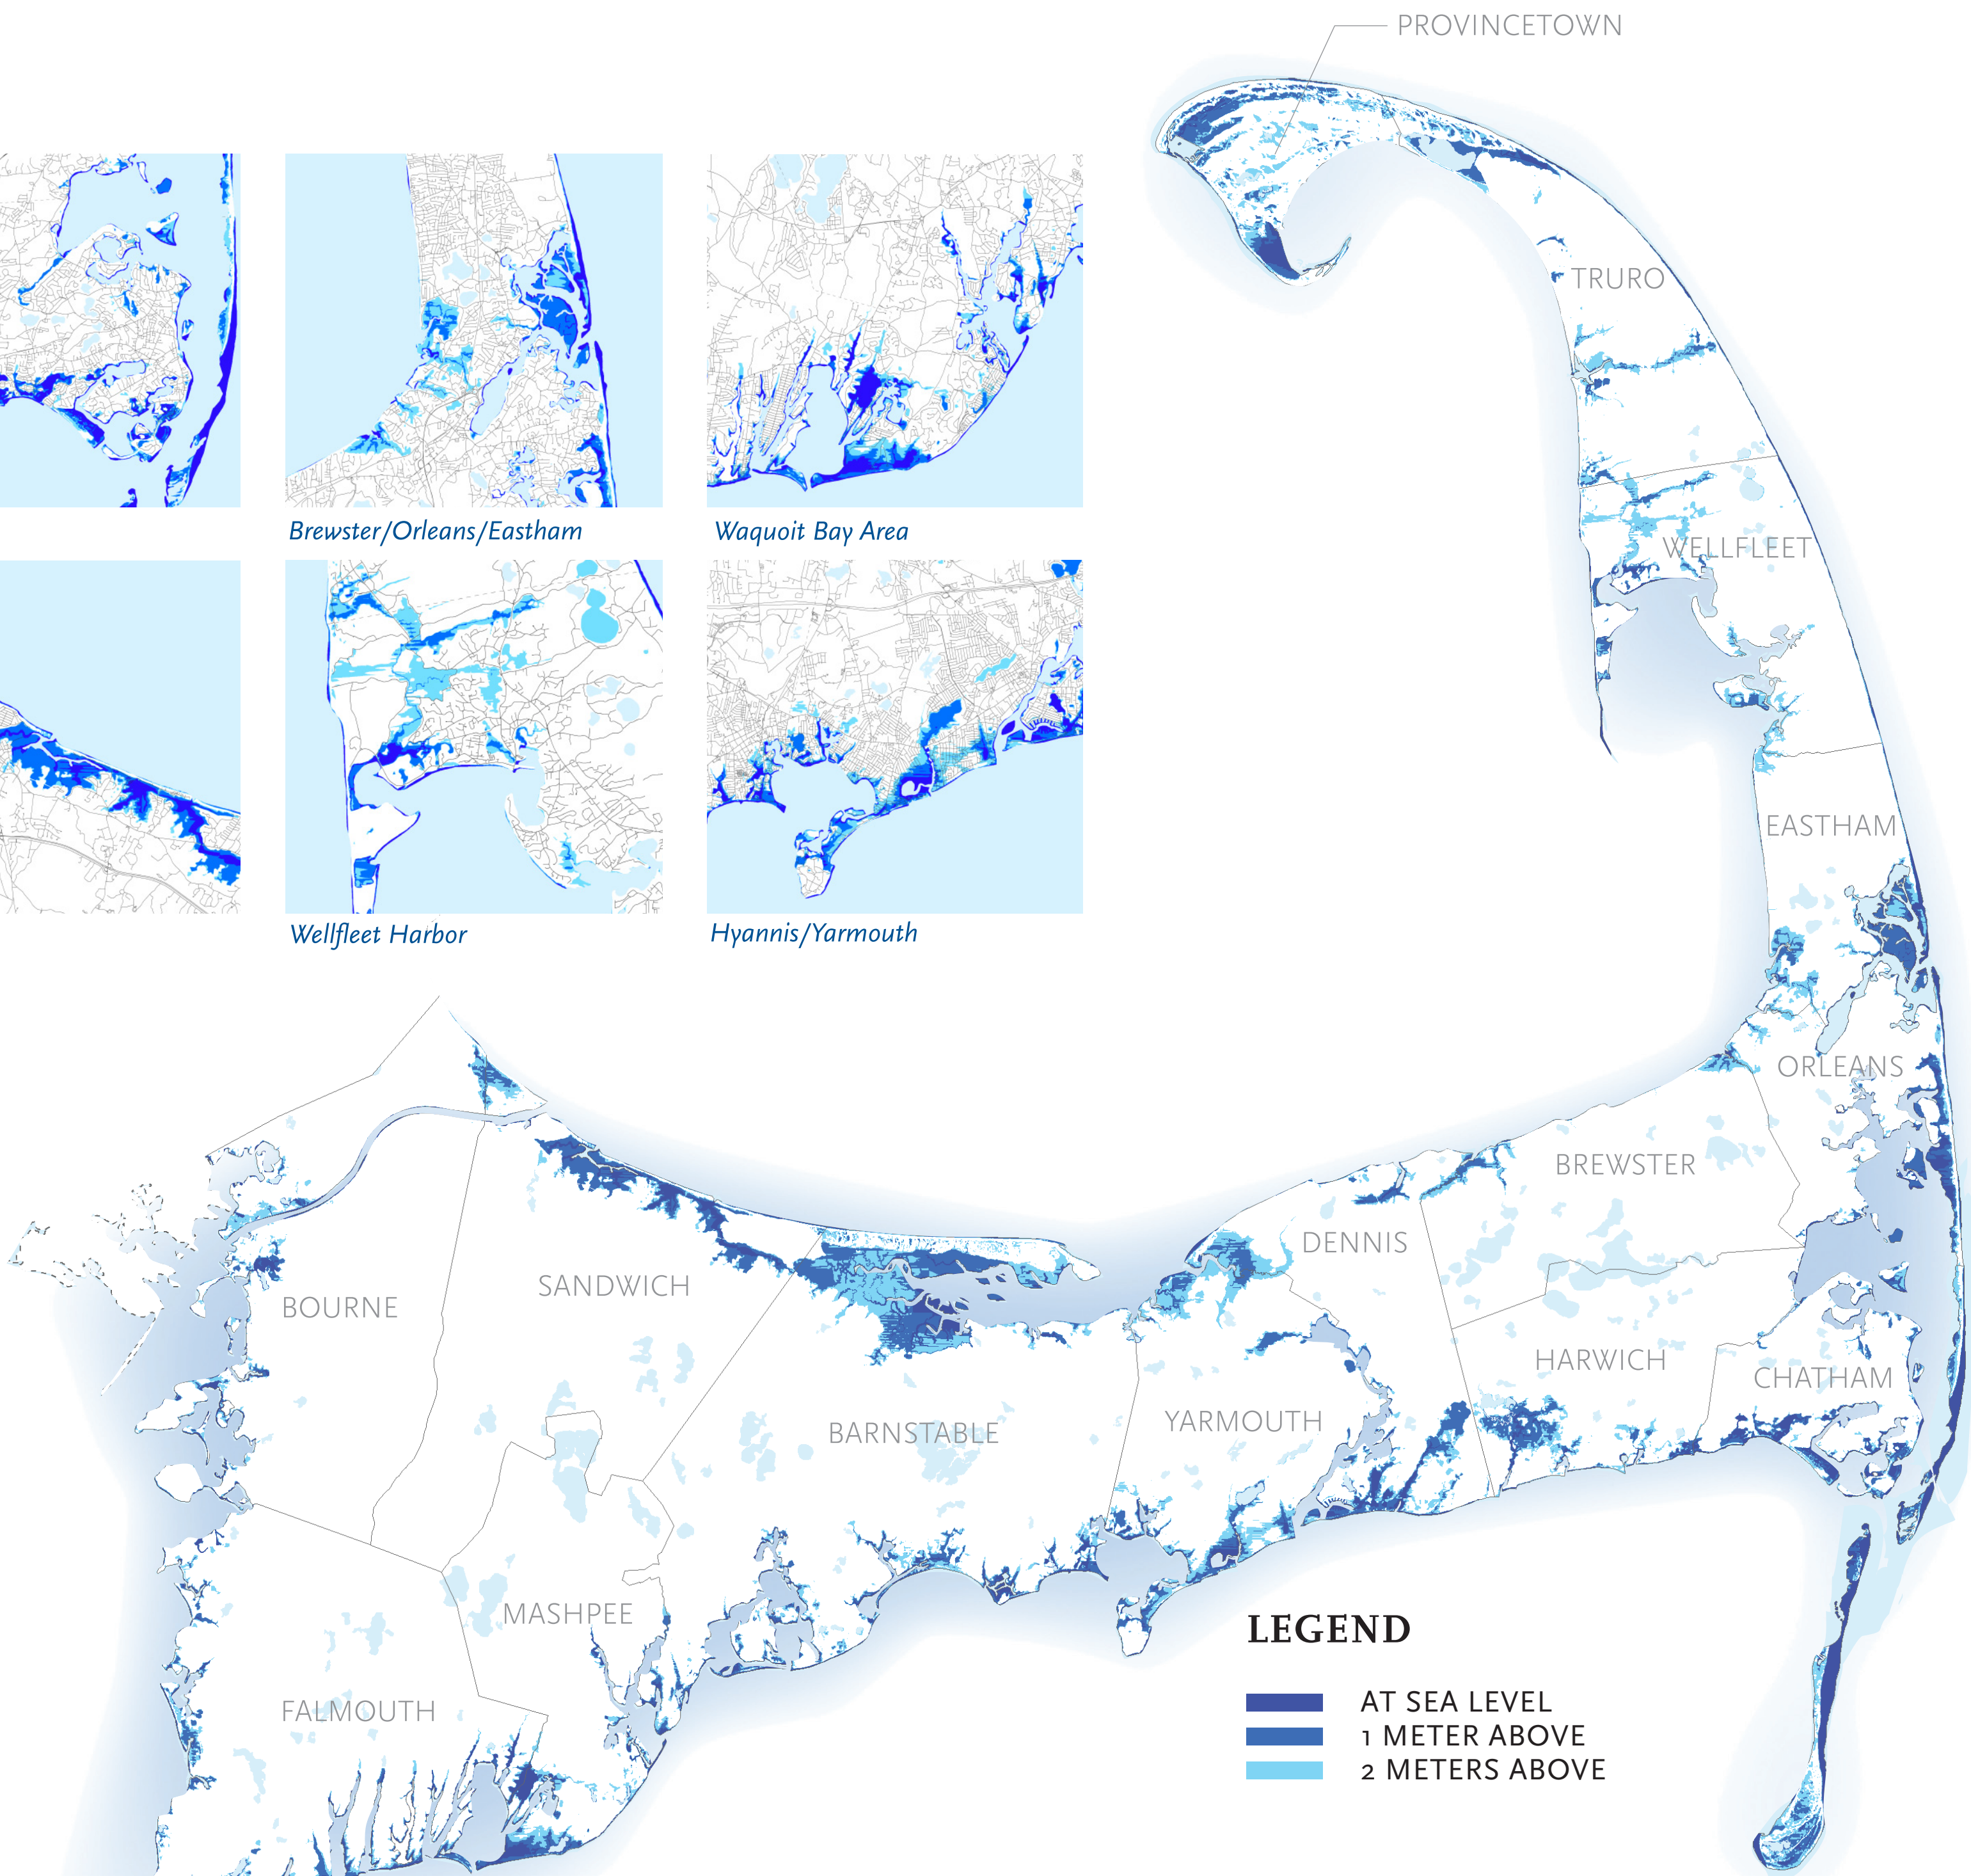 PROVINCETOWN
TRURO
Brewster/Orleans/Eastham
Waquoit Bay Area
WELLFLEET
EASTHAM
Wellfleet Harbor
Hyannis/Yarmouth
ORLEANS
BREWSTER
DENNIS
SANDWICH
BOURNE
HARWICH
CHATHAM
YARMOUTH
BARNSTABLE
MASHPEE
FALMOUTH
LEGEND
AT SEA LEVEL
1 METER ABOVE
2 METERS ABOVE